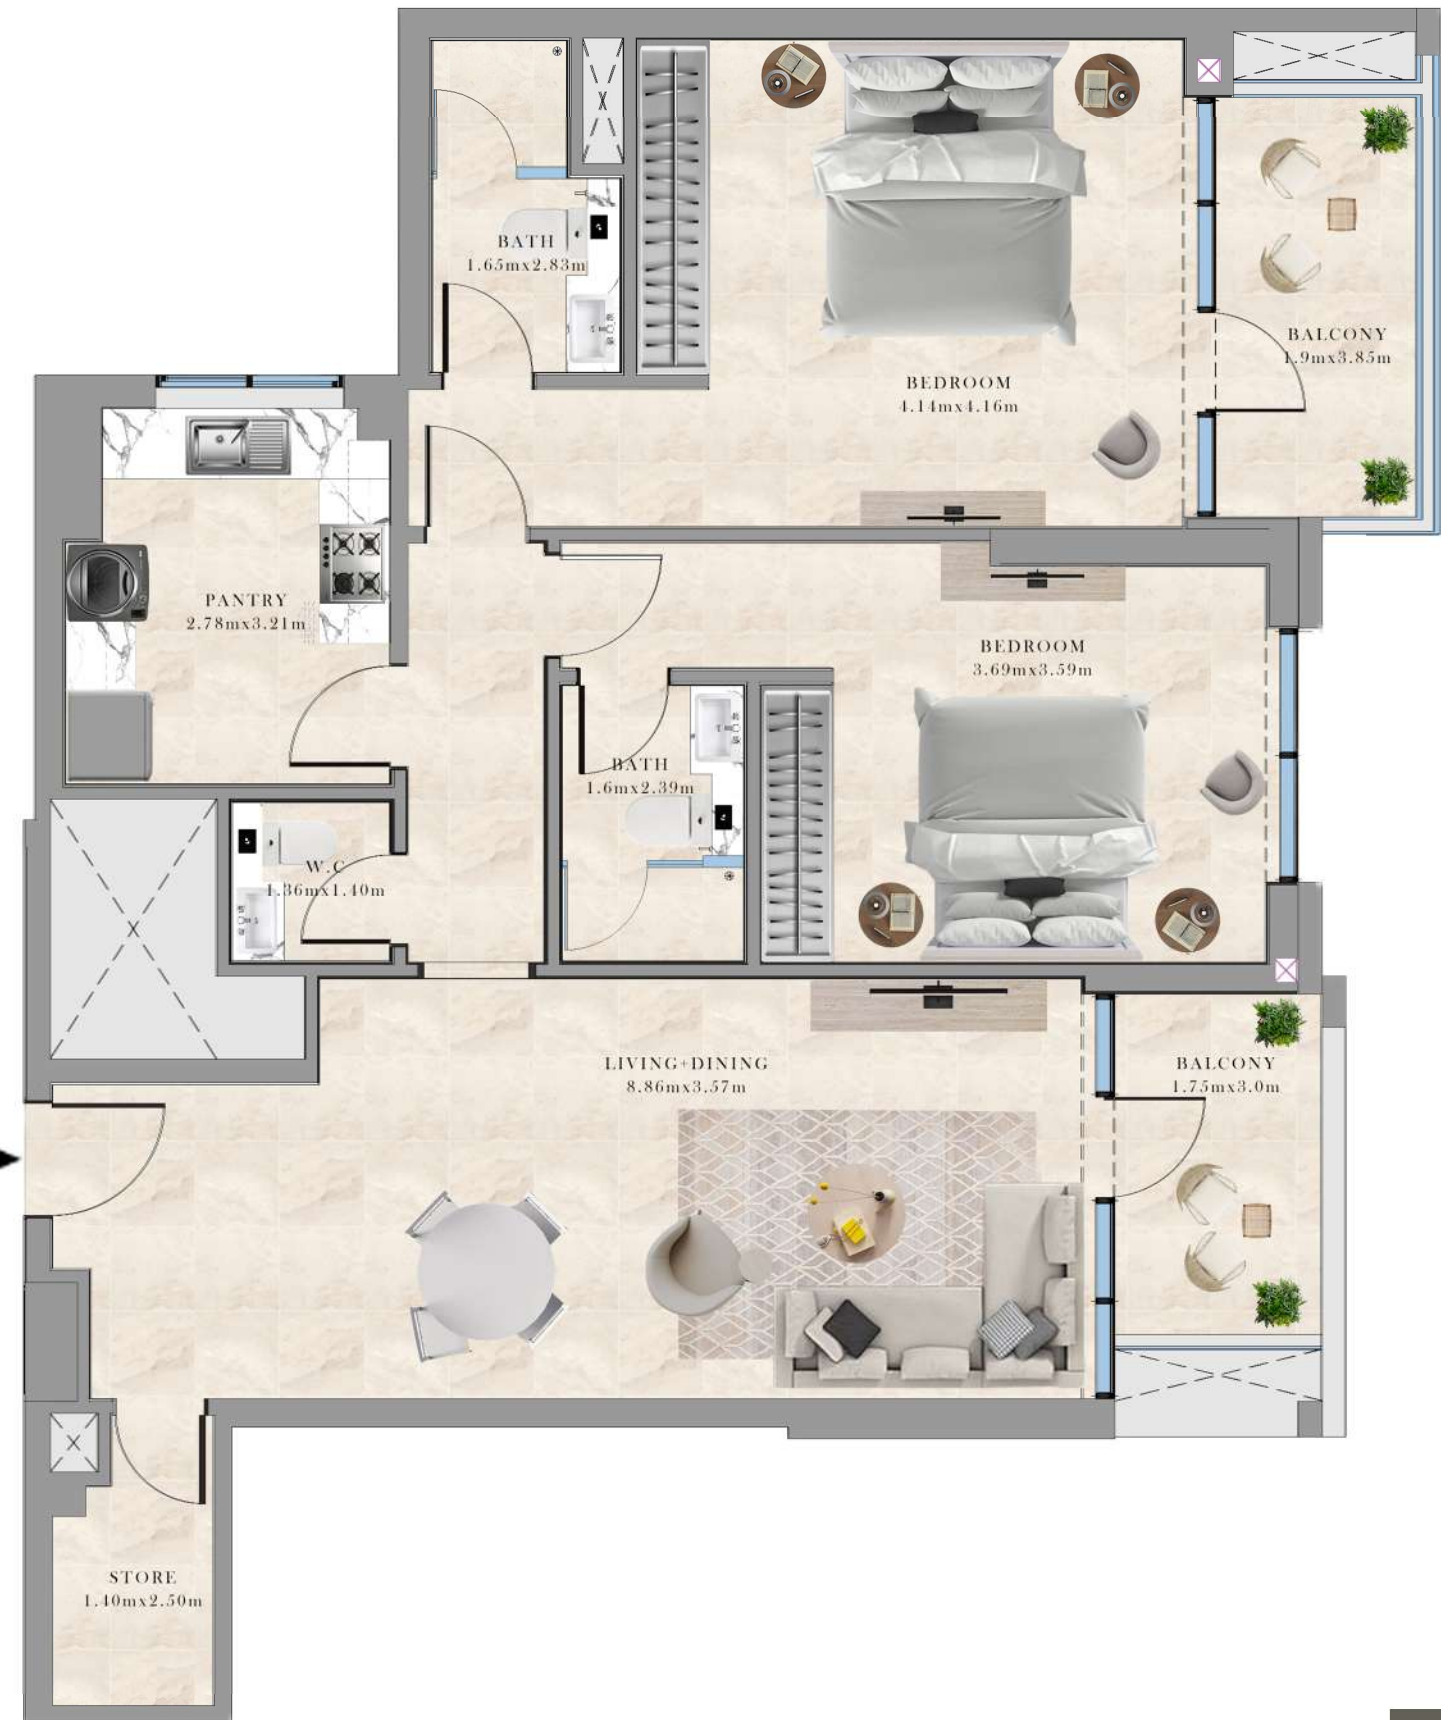 BATH
1.65mx2.83m
BALCONY
1.9mx3.85m
BEDROOM
4.14mx4.16m
PANTRY
2.78mx3.21m
BEDROOM
3.69mx3.59m
BATH
1.6mx2.39m
W.C
1.36mx1.40m
LIVING+DINING
8.86mx3.57m
BALCONY
1.75mx3.0m
STORE
1.40mx2.50m